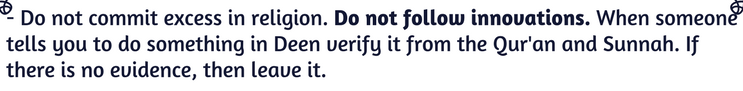 - Do not commit excess in religion. Do not follow innovations. When someone
tells you to do something in Deen verify it from the Qur'an and Sunnah. If
there is no evidence, then leave it.